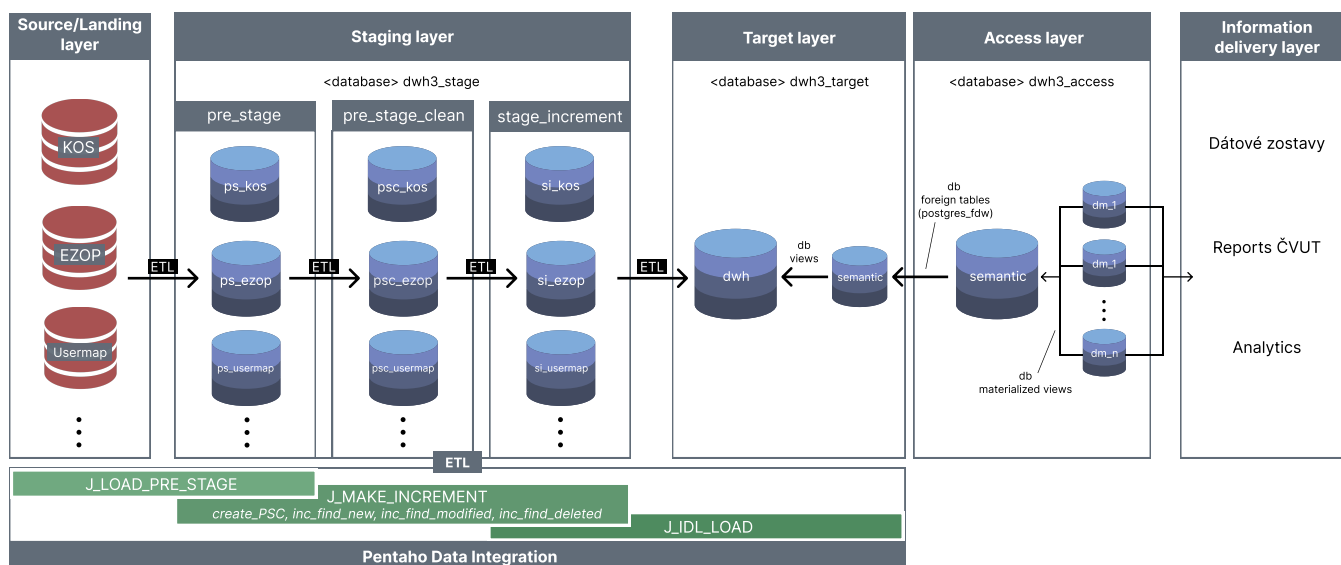 Source/Landing
layer
Staging layer
Target layer
Access layer
Information
delivery layer
<database> dwh3_stage
<database> dwh3_target
<database> dwh3_access
pre_stage
pre_stage_clean
stage_increment
KOS
EZOP
Usermap
ps_kos
psc_kos
si_kos
ETL
ETL
ETL
ETL
ps_ezop
psc_ezop
si_ezop
ps_usermap
psc_usermap
si_usermap
dwh
db
views
semantic
db
foreign tables
(postgres_fdw)
semantic
dm_1
dm_1
dm_n
db
materialized views
Dátové zostavy
Reports ČVUT
Analytics
ETL
J_LOAD_PRE_STAGE
J_MAKE_INCREMENT
create_PSC, inc_find_new, inc_find_modified, inc_find_deleted
J_IDL_LOAD
Pentaho Data Integration